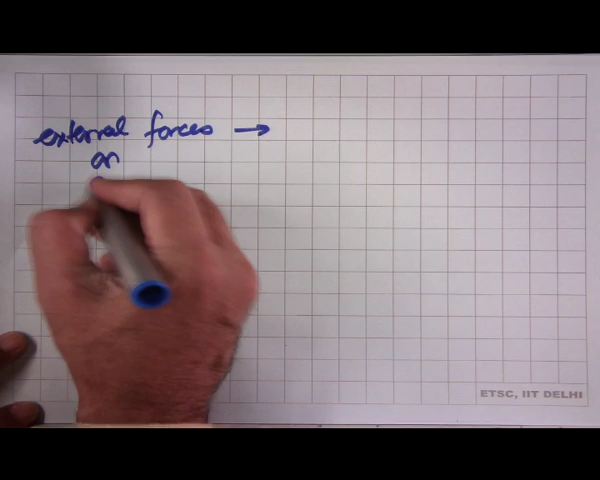 external forces →
on
ETSC, IIT DELHI